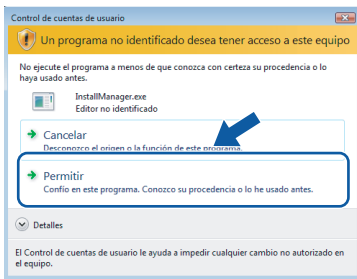 Control de cuentas de usuario
Un programa no identificado desea tener acceso a este equipo
No ejecute el programa a menos de que conozca con certeza su procedencia o lo
haya usado antes.
InstallManager.exe
Editor no identificado
Cancelar
Desconozco el origen o la función de este programa.
Permitir
Confío en este programa. Conozco su procedencia o lo he usado antes.
Detalles
El Control de cuentas de usuario le ayuda a impedir cualquier cambio no autorizado en
el equipo.